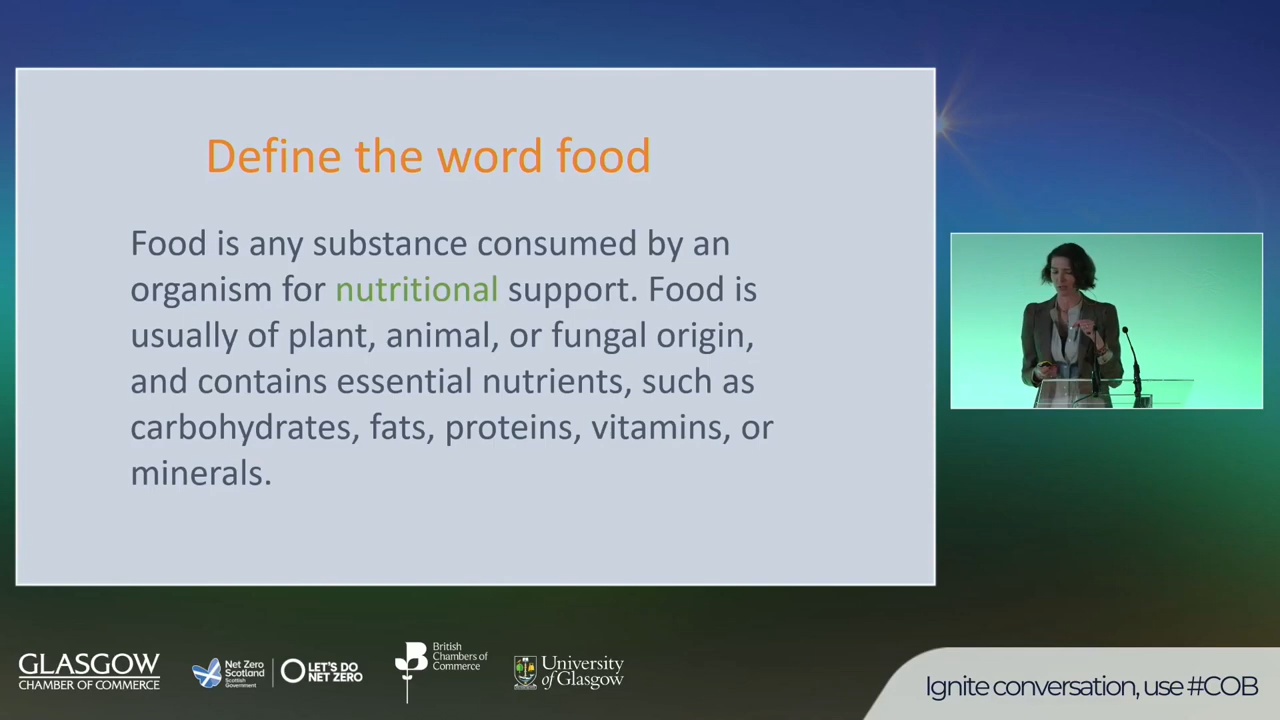 Define the word food
Food is any substance consumed by an
organism for nutritional support. Food is
usually of plant, animal, or fungal origin,
and contains essential nutrients, such as
carbohydrates, fats, proteins, vitamins, or
minerals.
GLASGOW
CHAMBER OF COMMERCE
Net Zero
Scotland
Scottish
Government
LET'S DO
NET ZERO
British
Chambers of
Commerce
University
of Glasgow
Ignite conversation, use #COB